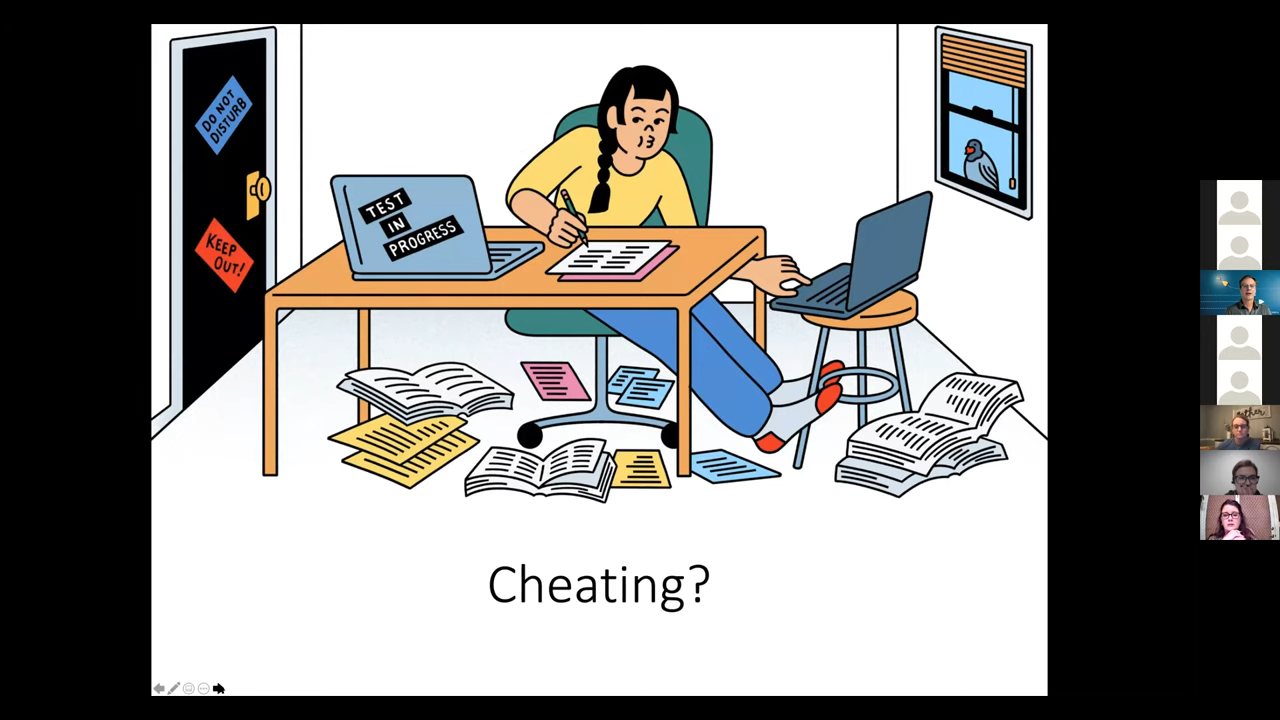 DO NOT
DISTURB
KEEP
OUT!
TEST
IN
PROGRESS
Cheating?